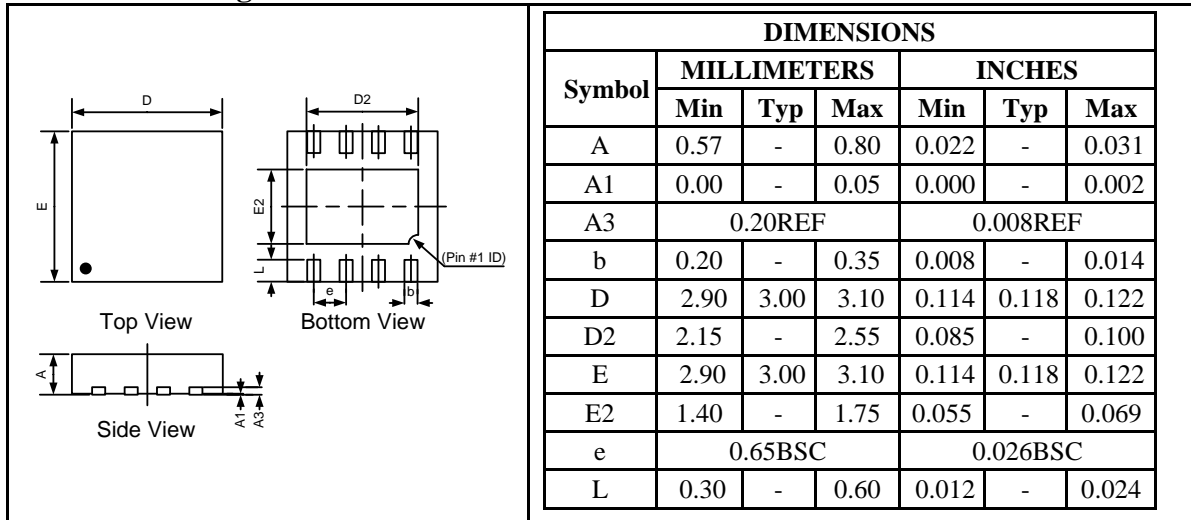 D
D2
E
E2
L
(Pin #1 ID)
e
b
Top View
Bottom View
A
A1
A3
Side View
DIMENSIONS
Symbol MILLIMETERS INCHES
Min Typ Max Min Typ Max
A 0.57 - 0.80 0.022 - 0.031
A1 0.00 - 0.05 0.000 - 0.002
A3 0.20REF 0.008REF
b 0.20 - 0.35 0.008 - 0.014
D 2.90 3.00 3.10 0.114 0.118 0.122
D2 2.15 - 2.55 0.085 - 0.100
E 2.90 3.00 3.10 0.114 0.118 0.122
E2 1.40 - 1.75 0.055 - 0.069
e 0.65BSC 0.026BSC
L 0.30 - 0.60 0.012 - 0.024